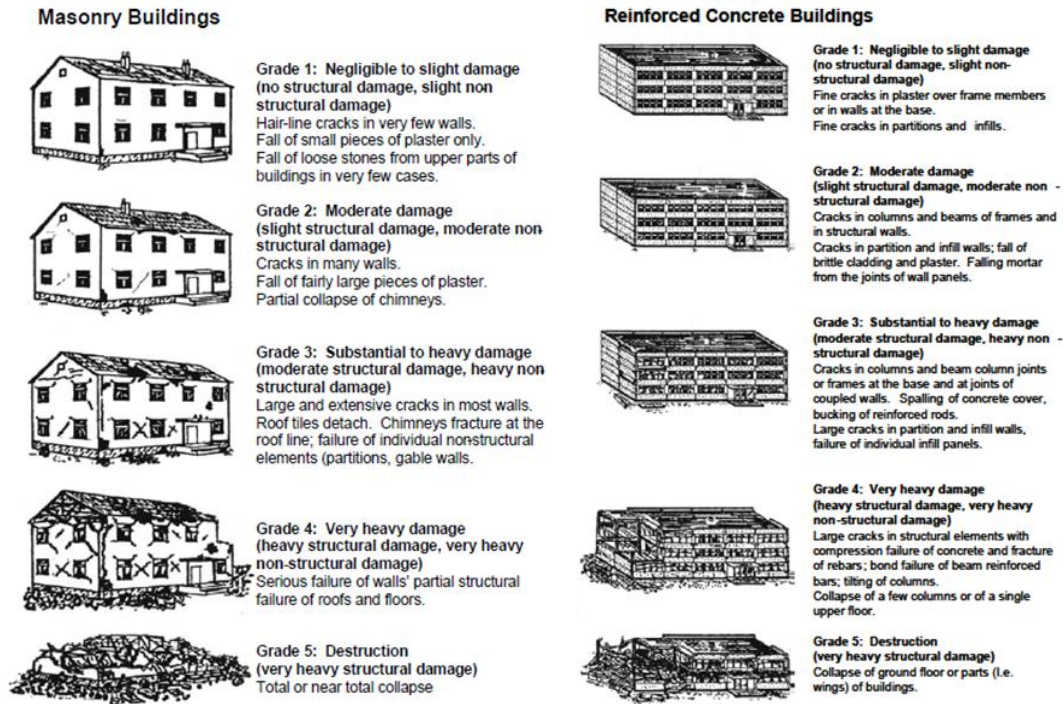 Masonry Buildings
Grade 1: Negligible to slight damage
(no structural damage, slight non
structural damage)
Hair-line cracks in very few walls.
Fall of small pieces of plaster only.
Fall of loose stones from upper parts of
buildings in very few cases.
Grade 2: Moderate damage
(slight structural damage, moderate non
structural damage)
Cracks in many walls.
Fall of fairly large pieces of plaster.
Partial collapse of chimneys.
Grade 3: Substantial to heavy damage
(moderate structural damage, heavy non
structural damage)
Large and extensive cracks in most walls.
Roof tiles detach. Chimneys fracture at the
roof line; failure of individual nonstructural
elements (partitions, gable walls.
Grade 4: Very heavy damage
(heavy structural damage, very heavy
non-structural damage)
Serious failure of walls' partial structural
failure of roofs and floors.
Grade 5: Destruction
(very heavy structural damage)
Total or near total collapse
Reinforced Concrete Buildings
Grade 1: Negligible to slight damage
(no structural damage, slight non-
structural damage)
Fine cracks in plaster over frame members
or in walls at the base.
Fine cracks in partitions and infills.
Grade 2: Moderate damage
(slight structural damage, moderate non -
structural damage)
Cracks in columns and beams of frames and
in structural walls.
Cracks in partition and infill walls; fall of
brittle cladding and plaster. Falling mortar
from the joints of wall panels.
Grade 3: Substantial to heavy damage
(moderate structural damage, heavy non -
structural damage)
Cracks in columns and beam column joints
or frames at the base and at joints of
coupled walls. Spalling of concrete cover,
bucking of reinforced rods.
Large cracks in partition and infill walls,
failure of individual infill panels.
Grade 4: Very heavy damage
(heavy structural damage, very heavy
non-structural damage)
Large cracks in structural elements with
compression failure of concrete and fracture
of rebars; bond failure of beam reinforced
bars; tilting of columns.
Collapse of a few columns or of a single
upper floor.
Grade 5: Destruction
(very heavy structural damage)
Collapse of ground floor or parts (i.e.
wings) of buildings.